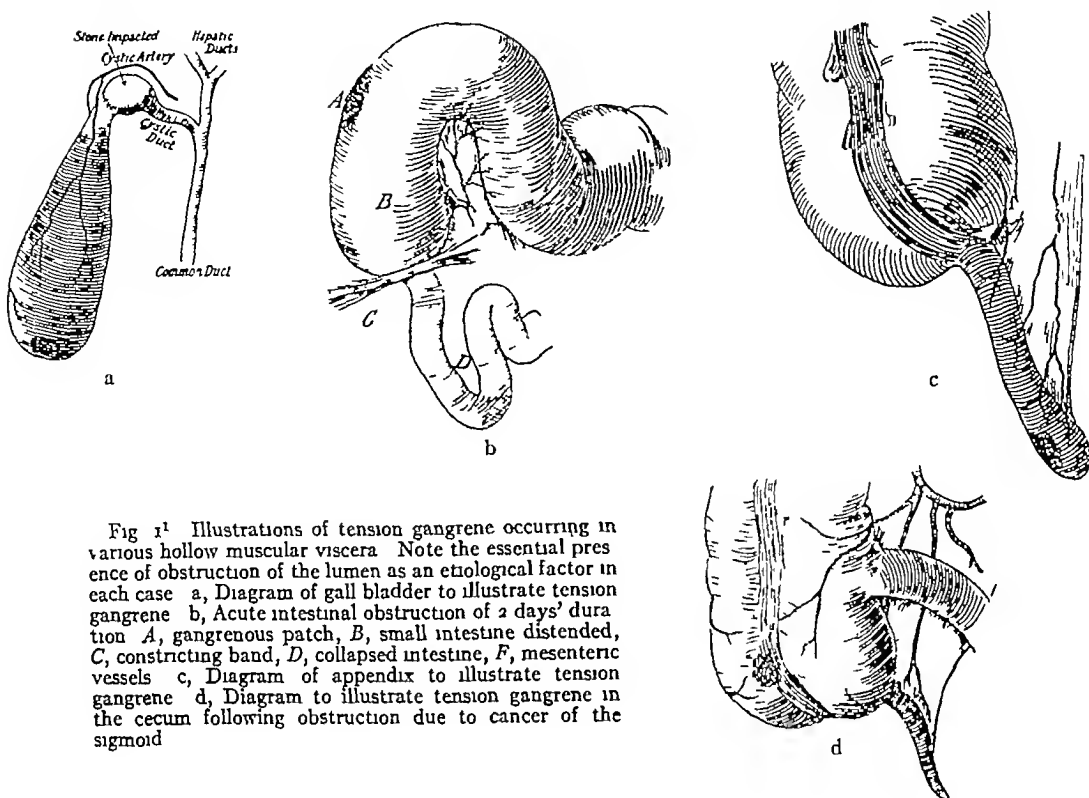 Stone Impacted
Cystic Artery
Hepatic
Ducts
Cystic
Duct
Common Duct
a
A
B
C
D
b
c
d
Fig 1¹ Illustrations of tension gangrene occurring in
various hollow muscular viscera Note the essential pres
ence of obstruction of the lumen as an etiological factor in
each case a, Diagram of gall bladder to illustrate tension
gangrene b, Acute intestinal obstruction of 2 days' dura
tion A, gangrenous patch, B, small intestine distended,
C, constricting band, D, collapsed intestine, F, mesenteric
vessels c, Diagram of appendix to illustrate tension
gangrene d, Diagram to illustrate tension gangrene in
the cecum following obstruction due to cancer of the
sigmoid